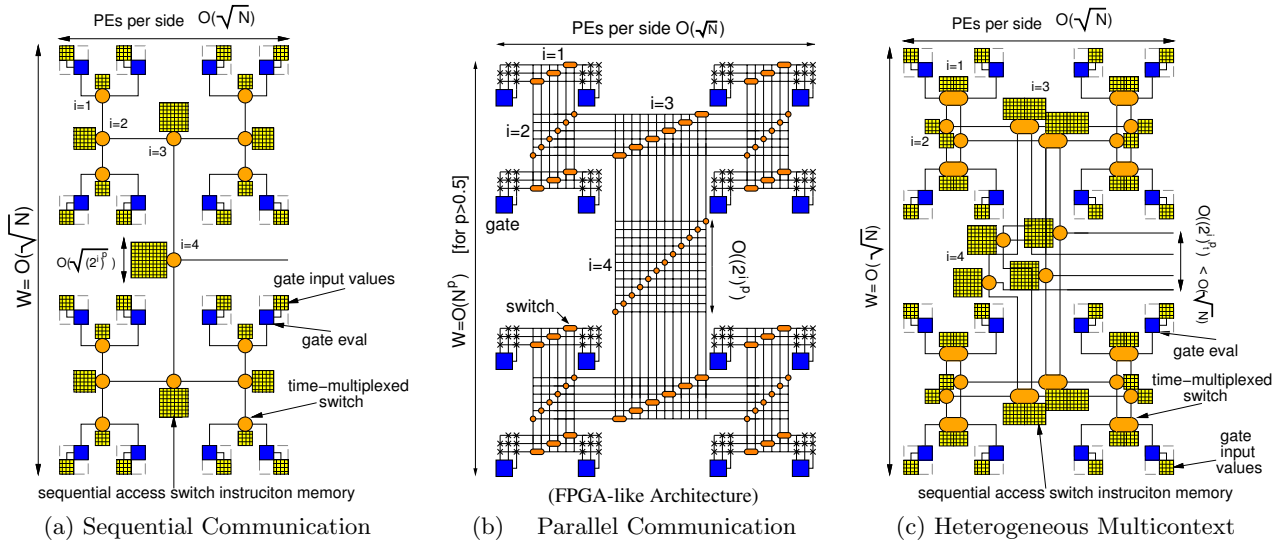 PEs per side O(√N)
W= O(√N)
i=1
i=2
i=3
i=4
O(√(2^i)^p)
gate input values
gate eval
time−multiplexed
switch
sequential access switch instruciton memory
(a) Sequential Communication
PEs per side O(√N)
W=O(N^p) [for p>0.5]
i=1
i=3
i=2
gate
i=4
O((2^i)^p)
switch
(FPGA-like Architecture)
(b) Parallel Communication
PEs per side O(√N)
W= O(√N)
i=1
i=3
i=2
i=4
< O(√N)
gate eval
time−multiplexed
switch
gate
input
values
sequential access switch instruciton memory
(c) Heterogeneous Multicontext